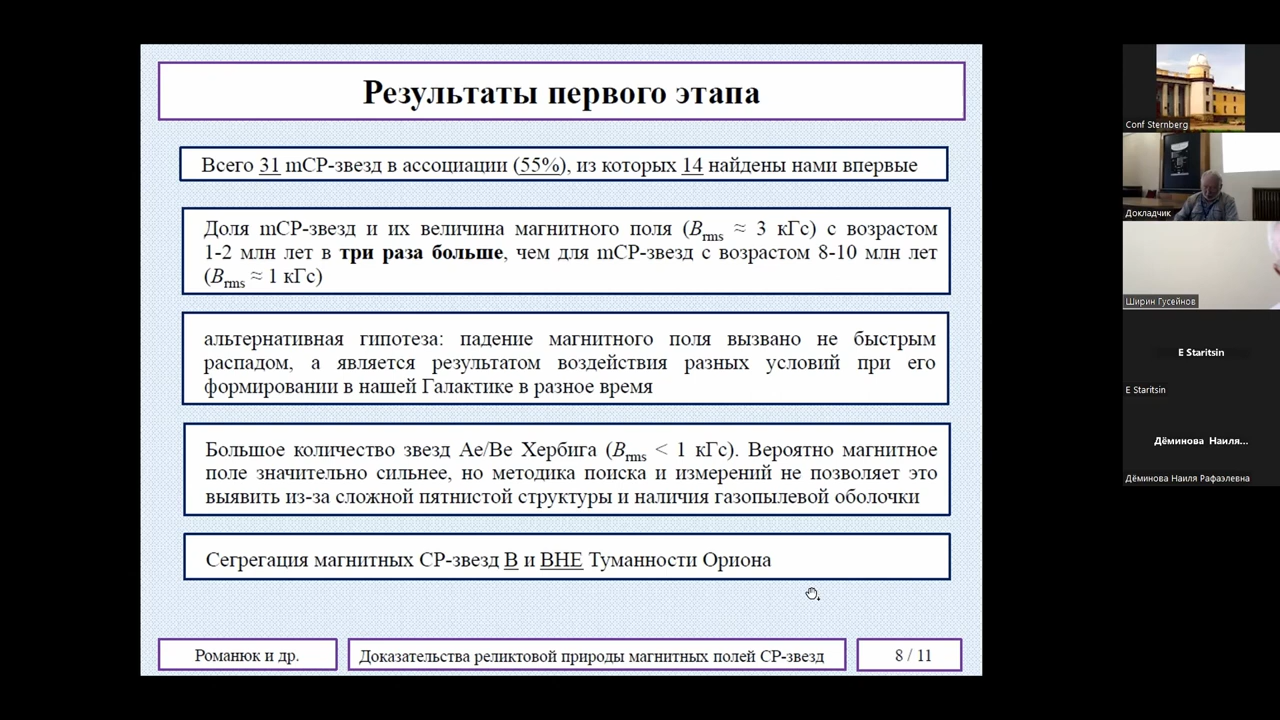 Результаты первого этапа
Всего 31 mCP-звезд в ассоциации (55%), из которых 14 найдены нами впервые
Доля mCP-звезд и их величина магнитного поля (Brms ≈ 3 кГс) с возрастом
1-2 млн лет в три раза больше, чем для mCP-звезд с возрастом 8-10 млн лет
(Brms ≈ 1 кГс)
альтернативная гипотеза: падение магнитного поля вызвано не быстрым
распадом, а является результатом воздействия разных условий при его
формировании в нашей Галактике в разное время
Большое количество звезд Ae/Be Хербига (Brms < 1 кГс). Вероятно магнитное
поле значительно сильнее, но методика поиска и измерений не позволяет это
выявить из-за сложной пятнистой структуры и наличия газопылевой оболочки
Сегрегация магнитных СР-звезд В и ВНЕ Туманности Ориона
Романюк и др.
Доказательства реликтовой природы магнитных полей СР-звезд
8 / 11
Conf Sternberg
Докладчик
Ширин Гусейнов
E Staritsin
E Staritsin
Дёминова Наиля...
Дёминова Наиля Рафаэлевна